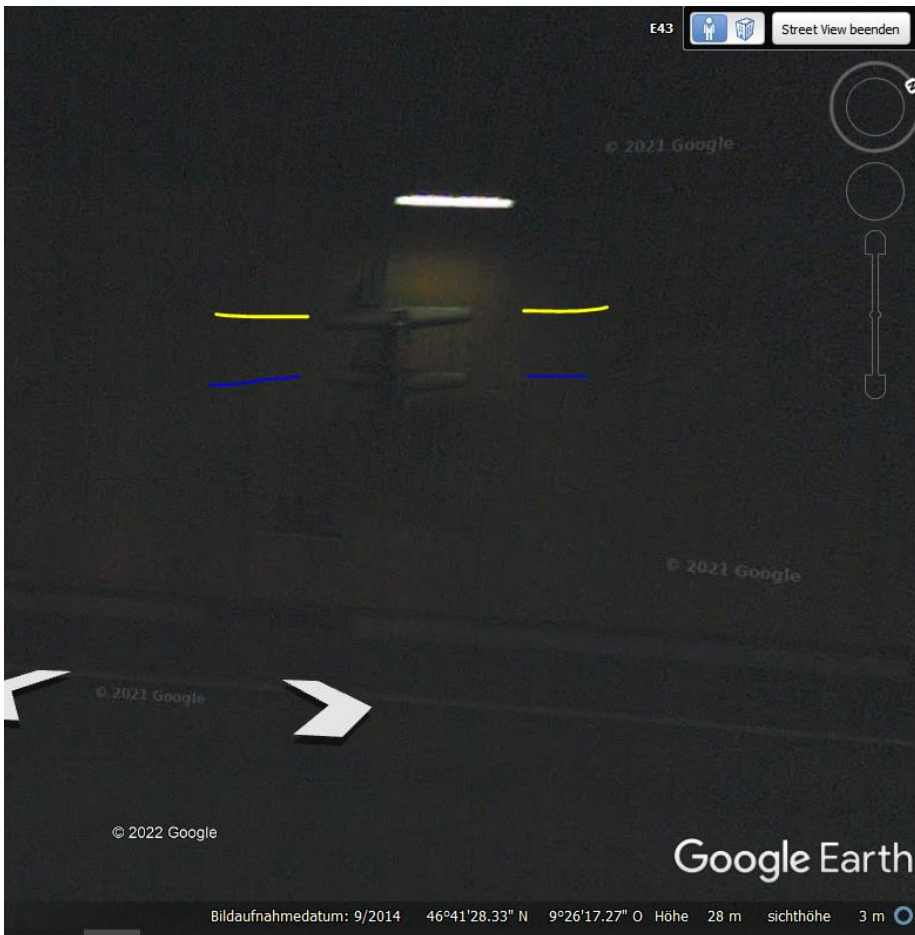 E43
Street View beenden
© 2021 Google
© 2021 Google
© 2021 Google
© 2022 Google
Google Earth
Bildaufnahmedatum: 9/2014 46°41'28.33" N 9°26'17.27" O Höhe 28 m sichthöhe 3 m